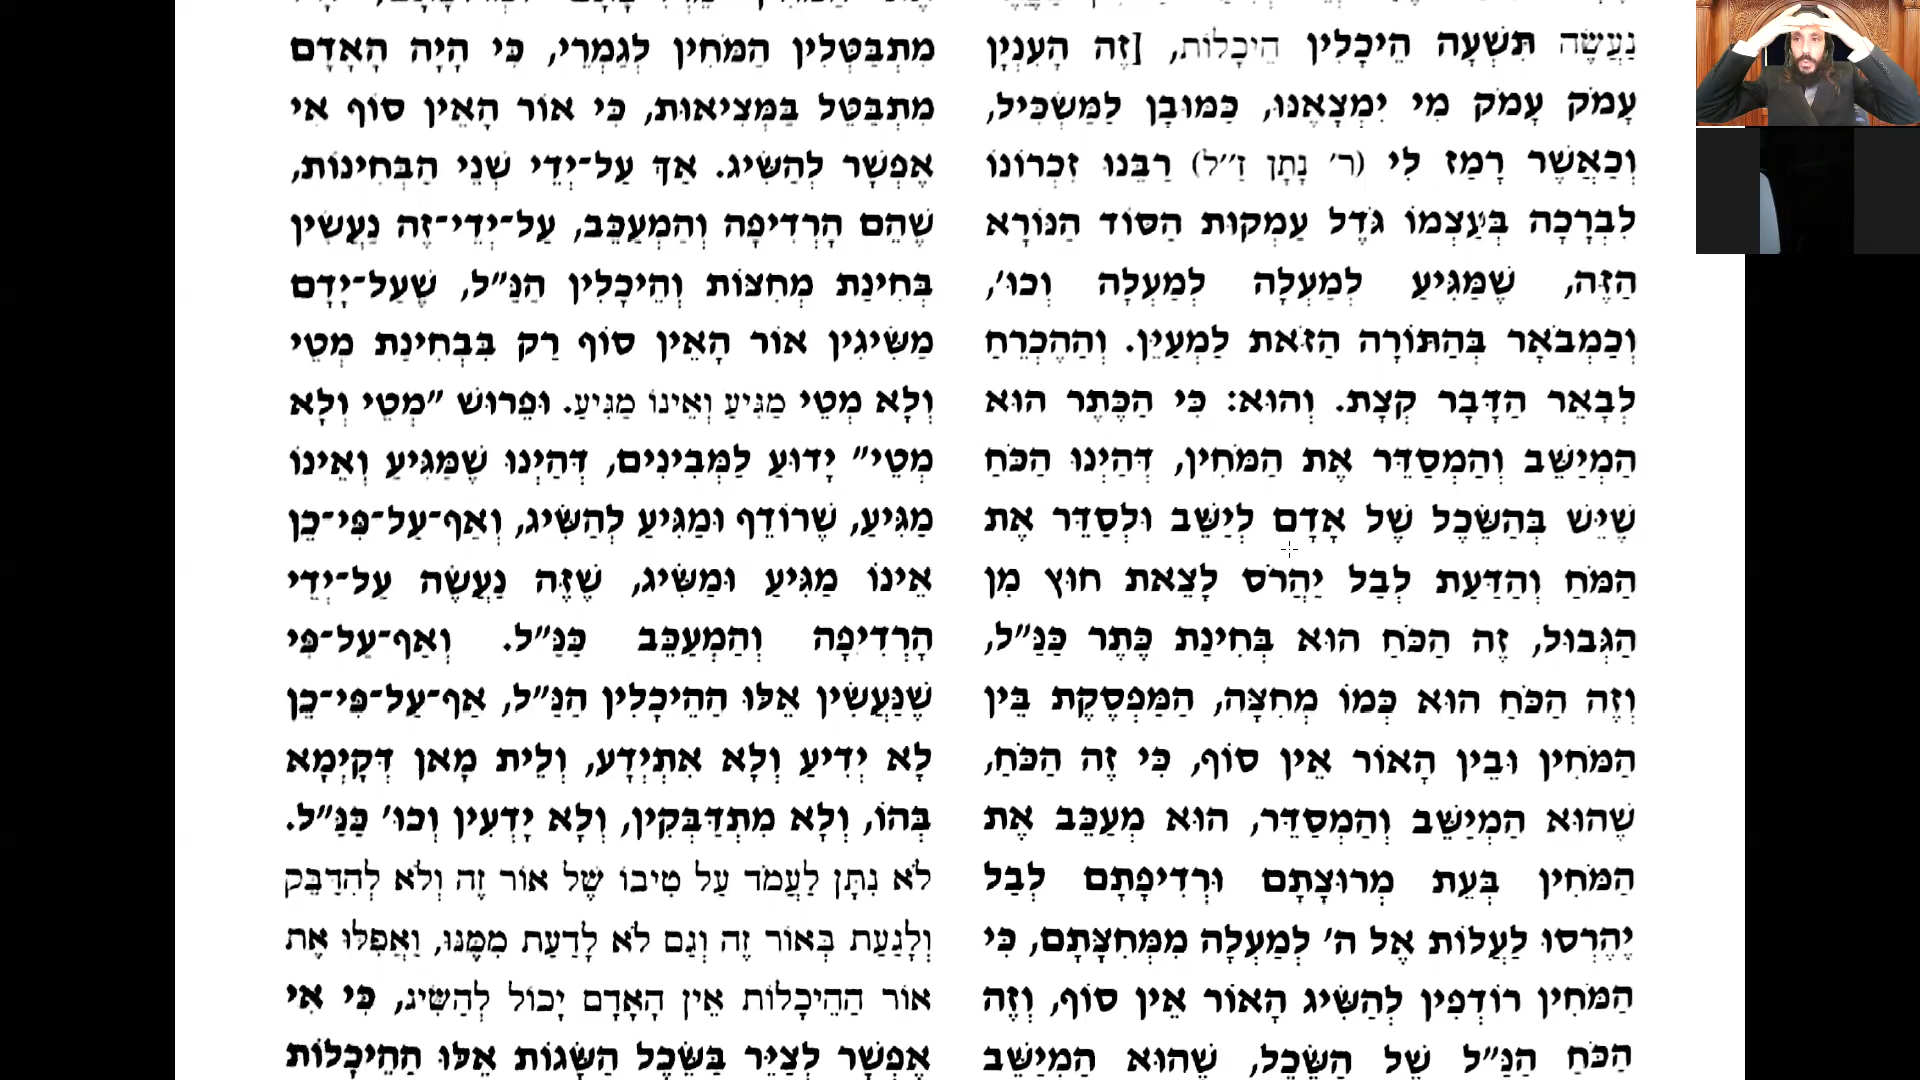 נַעֲשֶׂה תִּשְׁעָה הֵיכָלִין הֵיכָלוֹת, [זֶה הָעִנְיָן
עָמֹק עָמֹק מִי יִמְצָאֶנּוּ, כַּמּוּבָן לַמַּשְׂכִּיל,
וְכַאֲשֶׁר רָמַז לִי (ר' נָתָן זַ"ל) רַבֵּנוּ זִכְרוֹנוֹ
לִבְרָכָה בְּעַצְמוֹ גֹּדֶל עַמְקוּת הַסּוֹד הַנּוֹרָא
הַזֶּה, שֶׁמַּגִּיעַ לְמַעְלָה לְמַעְלָה וְכוּ',
וְכַמְבֹאָר בְּהַתּוֹרָה הַזֹּאת לַמְעַיֵּן. וְהַהֶכְרֵחַ
לְבָאֵר הַדָּבָר קְצָת. וְהוּא: כִּי הַכֶּתֶר הוּא
הַמְיַשֵּׁב וְהַמְסַדֵּר אֶת הַמֹּחִין, דְּהַיְנוּ הַכֹּחַ
שֶׁיֵּשׁ בְּהַשֵּׂכֶל שֶׁל אָדָם לְיַשֵּׁב וּלְסַדֵּר אֶת
הַמֹּחַ וְהַדַּעַת לְבַל יַהֲרֹס לָצֵאת חוּץ מִן
הַגְּבוּל, זֶה הַכֹּחַ הוּא בְּחִינַת כֶּתֶר כַּנַּ"ל,
וְזֶה הַכֹּחַ הוּא כְּמוֹ מְחִצָּה, הַמַּפְסֶקֶת בֵּין
הַמֹּחִין וּבֵין הָאוֹר אֵין סוֹף, כִּי זֶה הַכֹּחַ,
שֶׁהוּא הַמְיַשֵּׁב וְהַמְסַדֵּר, הוּא מְעַכֵּב אֶת
הַמֹּחִין בְּעֵת מְרוּצָתָם וּרְדִיפָתָם לְבַל
יֶהֶרְסוּ לַעֲלוֹת אֶל ה' לְמַעְלָה מִמְּחִצָּתָם, כִּי
הַמֹּחִין רוֹדְפִין לְהַשִּׂיג הָאוֹר אֵין סוֹף, וְזֶה
הַכֹּחַ הַנַּ"ל שֶׁל הַשֵּׂכֶל, שֶׁהוּא הַמְיַשֵּׁב
מִתְבַּטְּלִין הַמֹּחִין לְגַמְרֵי, כִּי הָיָה הָאָדָם
מִתְבַּטֵּל בַּמְּצִיאוּת, כִּי אוֹר הָאֵין סוֹף אִי
אֶפְשָׁר לְהַשִּׂיג. אַךְ עַל־יְדֵי שְׁנֵי הַבְּחִינוֹת,
שֶׁהֵם הָרְדִיפָה וְהַמְעַכֵּב, עַל־יְדֵי־זֶה נַעֲשִׂין
בְּחִינַת מְחִצּוֹת וְהֵיכָלִין הַנַּ"ל, שֶׁעַל־יָדָם
מַשִּׂיגִין אוֹר הָאֵין סוֹף רַק בִּבְחִינַת מְטֵי
וְלָא מְטֵי מַגִּיעַ וְאֵינוֹ מַגִּיעַ. וּפֵרוּשׁ "מְטֵי וְלָא
מְטֵי" יָדוּעַ לַמְּבִינִים, דְּהַיְנוּ שֶׁמַּגִּיעַ וְאֵינוֹ
מַגִּיעַ, שֶׁרוֹדֵף וּמַגִּיעַ לְהַשִּׂיג, וְאַף־עַל־פִּי־כֵן
אֵינוֹ מַגִּיעַ וּמַשִּׂיג, שֶׁזֶּה נַעֲשֶׂה עַל־יְדֵי
הָרְדִיפָה וְהַמְעַכֵּב כַּנַּ"ל. וְאַף־עַל־פִּי
שֶׁנַּעֲשִׂין אֵלּוּ הַהֵיכָלִין הַנַּ"ל, אַף־עַל־פִּי־כֵן
לָא יְדִיעַ וְלָא אִתְיְדָע, וְלֵית מָאן דְּקָיְמָא
בְּהוֹ, וְלָא מִתְדַּבְּקִין, וְלָא יָדְעִין וְכוּ' כַּנַּ"ל.
לֹא נִתָּן לַעֲמֹד עַל טִיבוֹ שֶׁל אוֹר זֶה וְלֹא לְהִדַּבֵּק
וְלָגַעַת בְּאוֹר זֶה וְגַם לֹא לָדַעַת מִמֶּנּוּ, וַאֲפִלּוּ אֶת
אוֹר הַהֵיכָלוֹת אֵין הָאָדָם יָכוֹל לְהַשִּׂיג, כִּי אִי
אֶפְשָׁר לְצַיֵּר בַּשֵּׂכֶל הַשָּׂגוֹת אֵלּוּ הַהֵיכָלוֹת